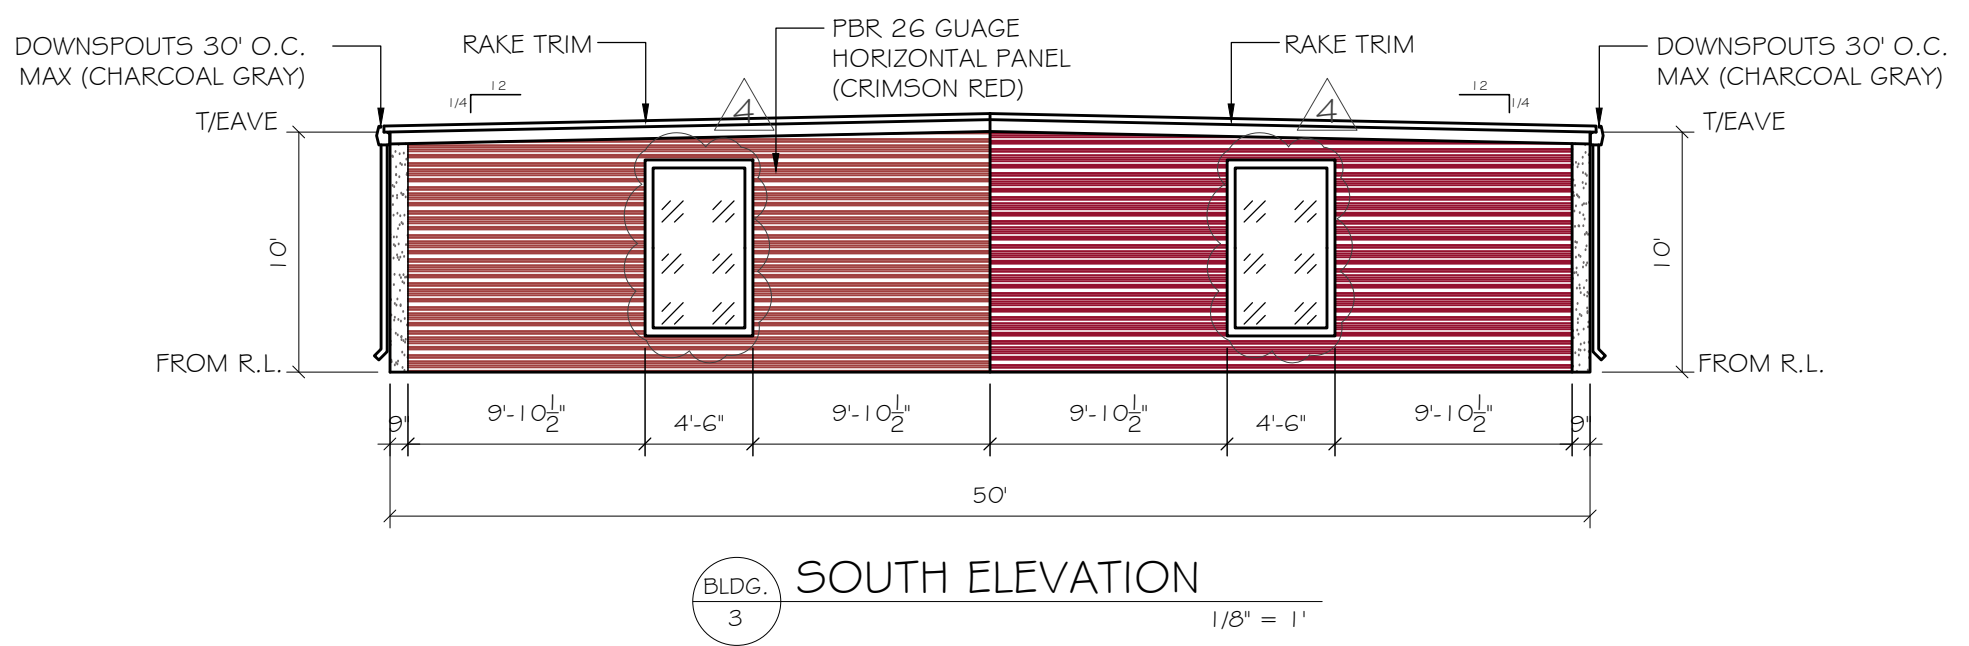 DOWNSPOUTS 30' O.C.
MAX (CHARCOAL GRAY)
RAKE TRIM
PBR 26 GUAGE
HORIZONTAL PANEL
(CRIMSON RED)
RAKE TRIM
DOWNSPOUTS 30' O.C.
MAX (CHARCOAL GRAY)
12
1/4
4
4
12
1/4
T/EAVE
T/EAVE
10'
10'
FROM R.L.
FROM R.L.
9"
9'-10 1/2"
4'-6"
9'-10 1/2"
9'-10 1/2"
4'-6"
9'-10 1/2"
9"
50'
BLDG.
3
SOUTH ELEVATION
1/8" = 1'